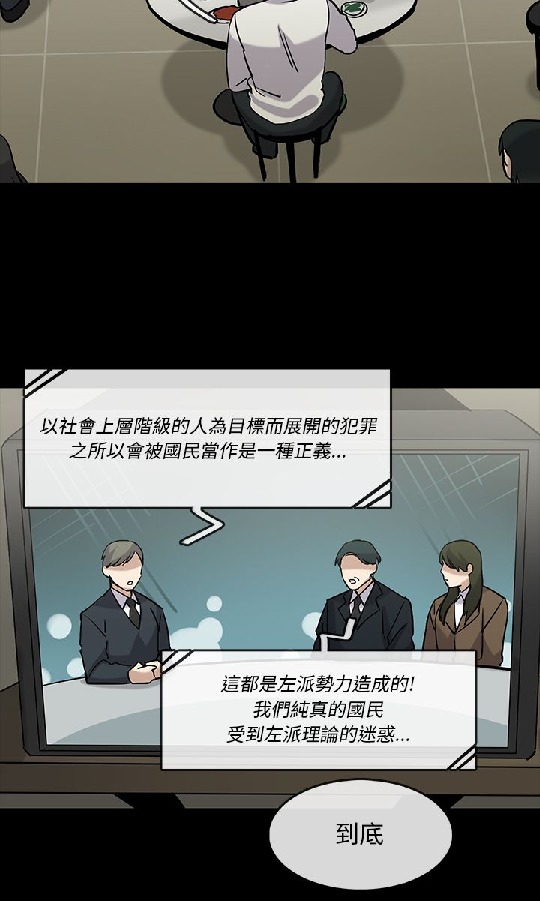 以社會上層階級的人為目標而展開的犯罪
之所以會被國民當作是一種正義...
這都是左派勢力造成的!
我們純真的國民
受到左派理論的迷惑...
到底